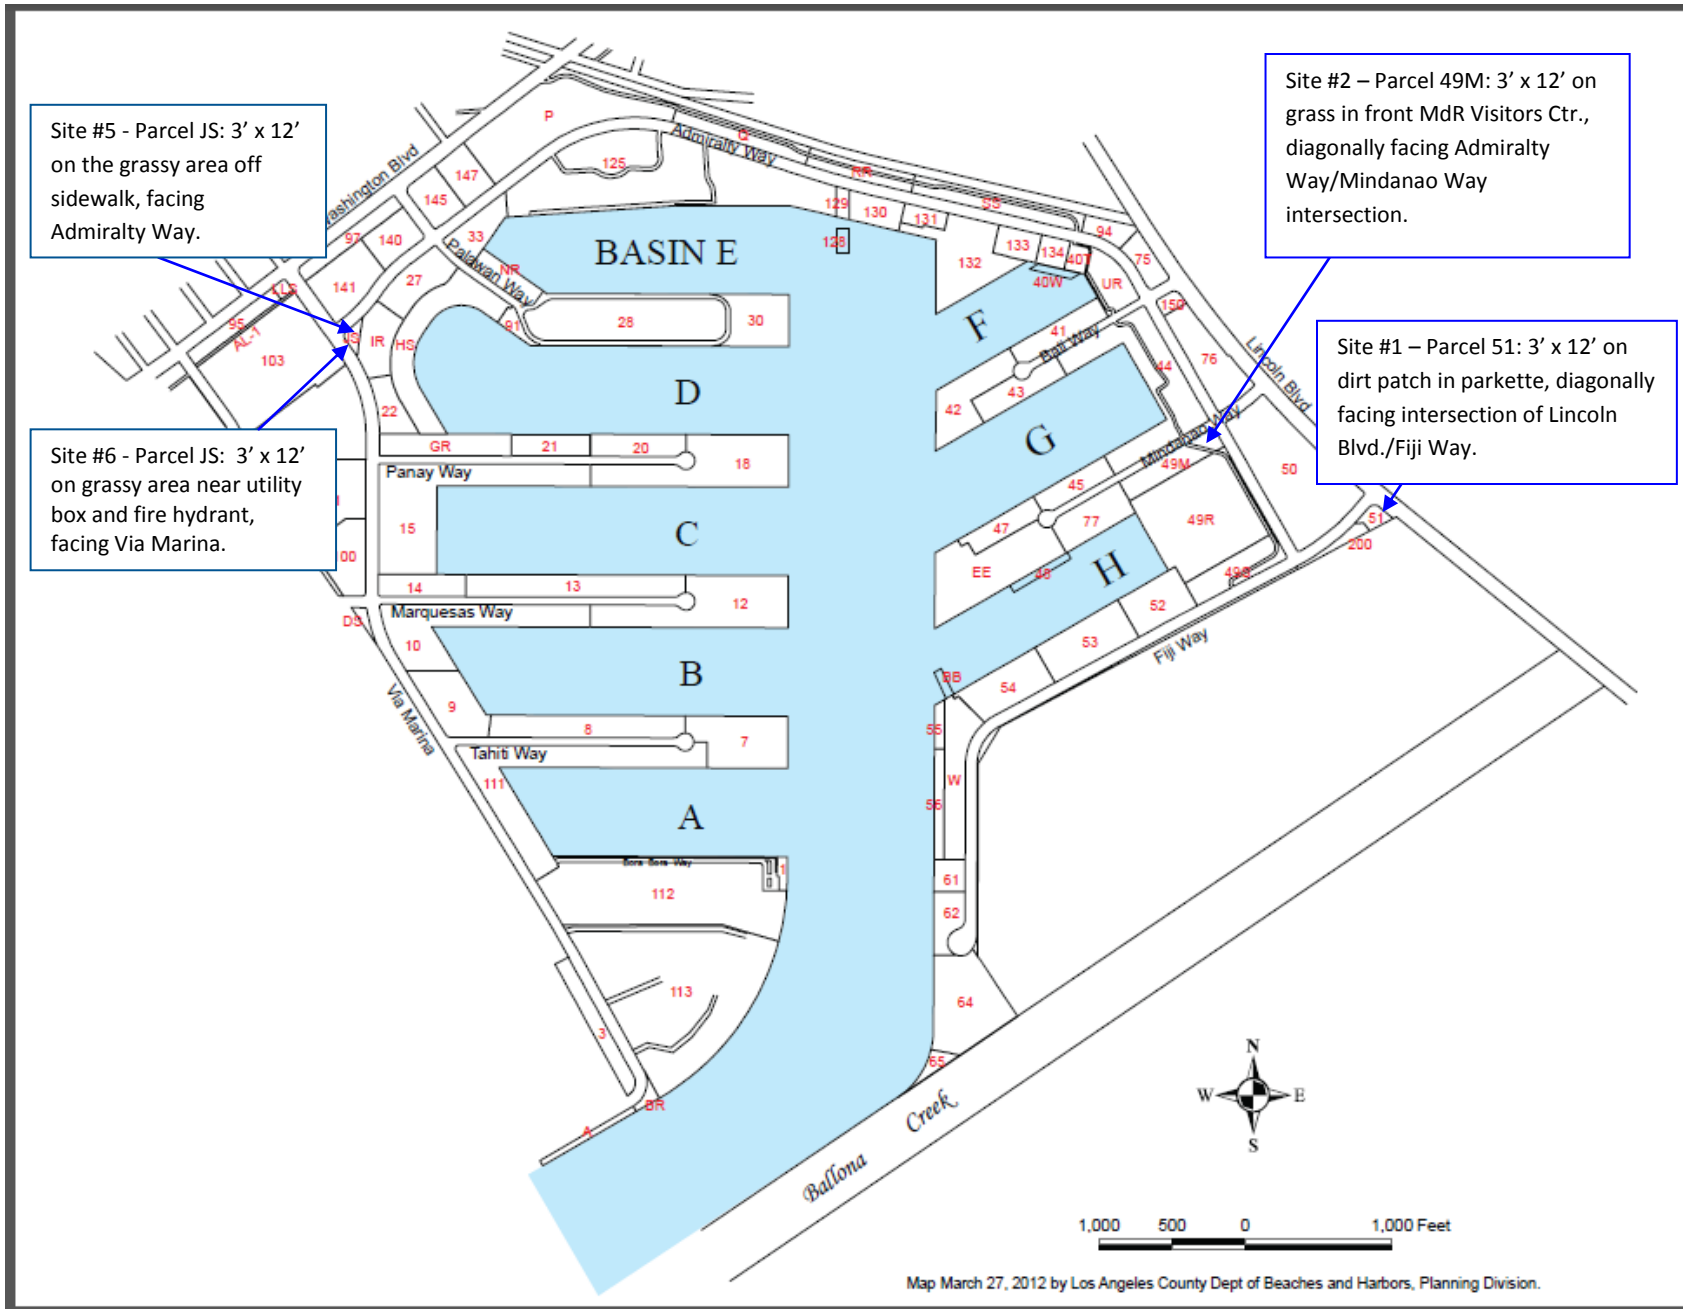 Site #5 - Parcel JS: 3’ x 12’
on the grassy area off
sidewalk, facing
Admiralty Way.
Site #2 – Parcel 49M: 3’ x 12’ on
grass in front MdR Visitors Ctr.,
diagonally facing Admiralty
Way/Mindanao Way
intersection.
Site #1 – Parcel 51: 3’ x 12’ on
dirt patch in parkette, diagonally
facing intersection of Lincoln
Blvd./Fiji Way.
Site #6 - Parcel JS: 3’ x 12’
on grassy area near utility
box and fire hydrant,
facing Via Marina.
P
Q
Admiralty Way
125
147
145
RR
SS
129
130
131
128
132
133
134
40T
40W
94
75
UR
150
97
140
33
NR
Palawan Way
BASIN E
LLS
141
27
95
AL-1
103
JS
IR
HS
91
28
30
F
41
Bali Way
44
76
Lincoln Blvd
22
D
42
43
G
Mindanao Way
GR
21
20
18
Panay Way
49M
50
45
15
C
47
77
49R
51
200
00
EE
48
H
49S
14
13
12
Marquesas Way
DS
52
53
Fiji Way
10
B
BB
54
9
Via Marina
8
7
55
Tahiti Way
111
W
56
A
Bora Bora Way
1
112
61
62
113
64
3
65
BR
A
Ballona
Creek
N
W
E
S
1,000
500
0
1,000 Feet
Map March 27, 2012 by Los Angeles County Dept of Beaches and Harbors, Planning Division.